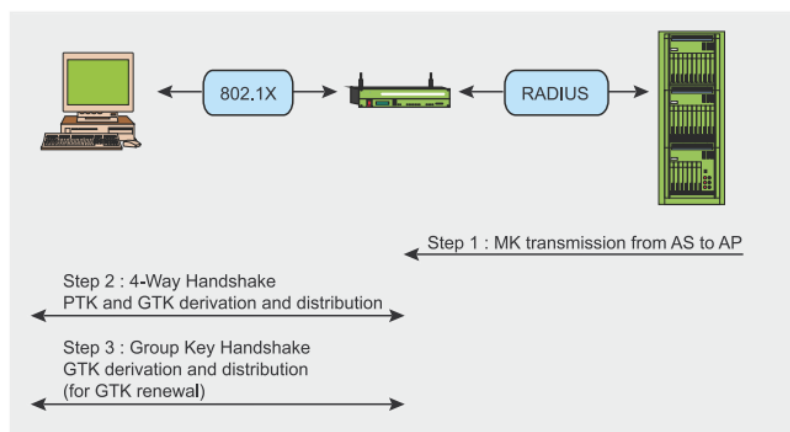 802.1X
RADIUS
Step 1 : MK transmission from AS to AP
Step 2 : 4-Way Handshake
PTK and GTK derivation and distribution
Step 3 : Group Key Handshake
GTK derivation and distribution
(for GTK renewal)